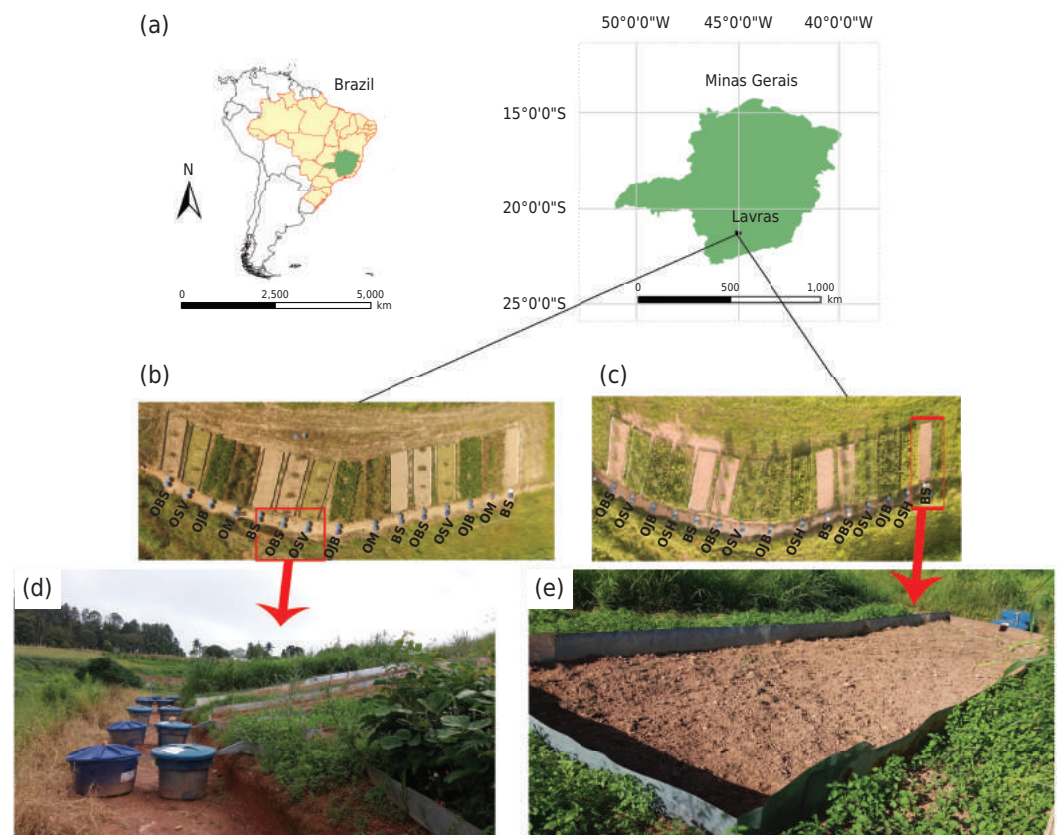 (a)
Brazil
N
0 2,500 5,000
km
50°0'0"W 45°0'0"W 40°0'0"W
Minas Gerais
15°0'0"S
20°0'0"S
25°0'0"S
Lavras
0 500 1,000
km
(b)
OBS
OSV
OJB
OM
BS
OBS
OSV
OJB
OM
BS
OBS
OSV
OJB
OM
BS
(c)
OBS
OSH
OJB
OSH
BS
OBS
OSV
OJB
OSH
BS
OBS
OSV
OJB
OSH
BS
(d)
(e)